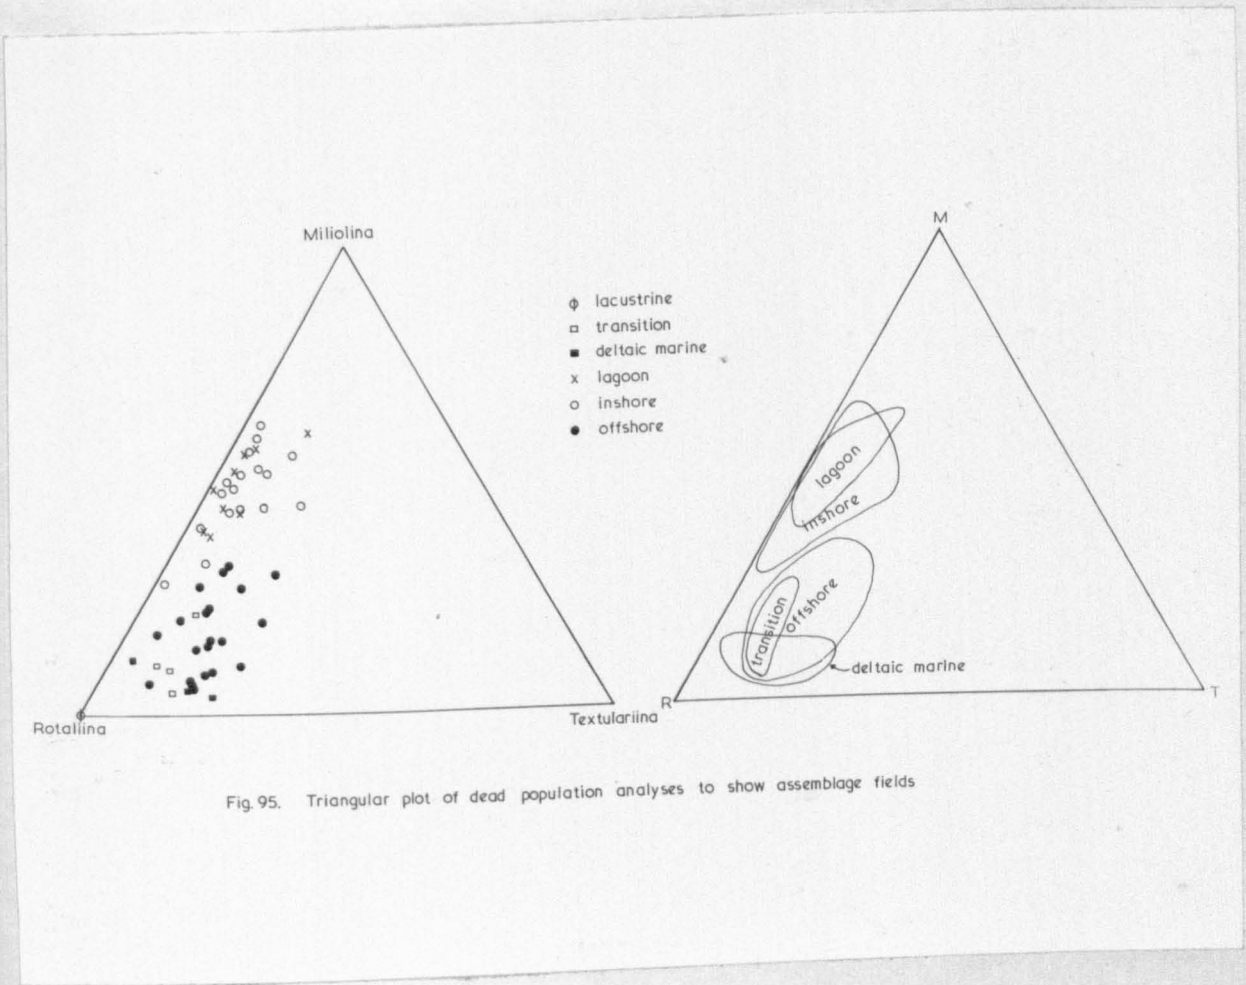 Miliolina
lacustrine
transition
deltaic marine
lagoon
inshore
offshore
Rotaliina
Textulariina
M
lagoon
inshore
offshore
transition
deltaic marine
R
T
Fig. 95. Triangular plot of dead population analyses to show assemblage fields